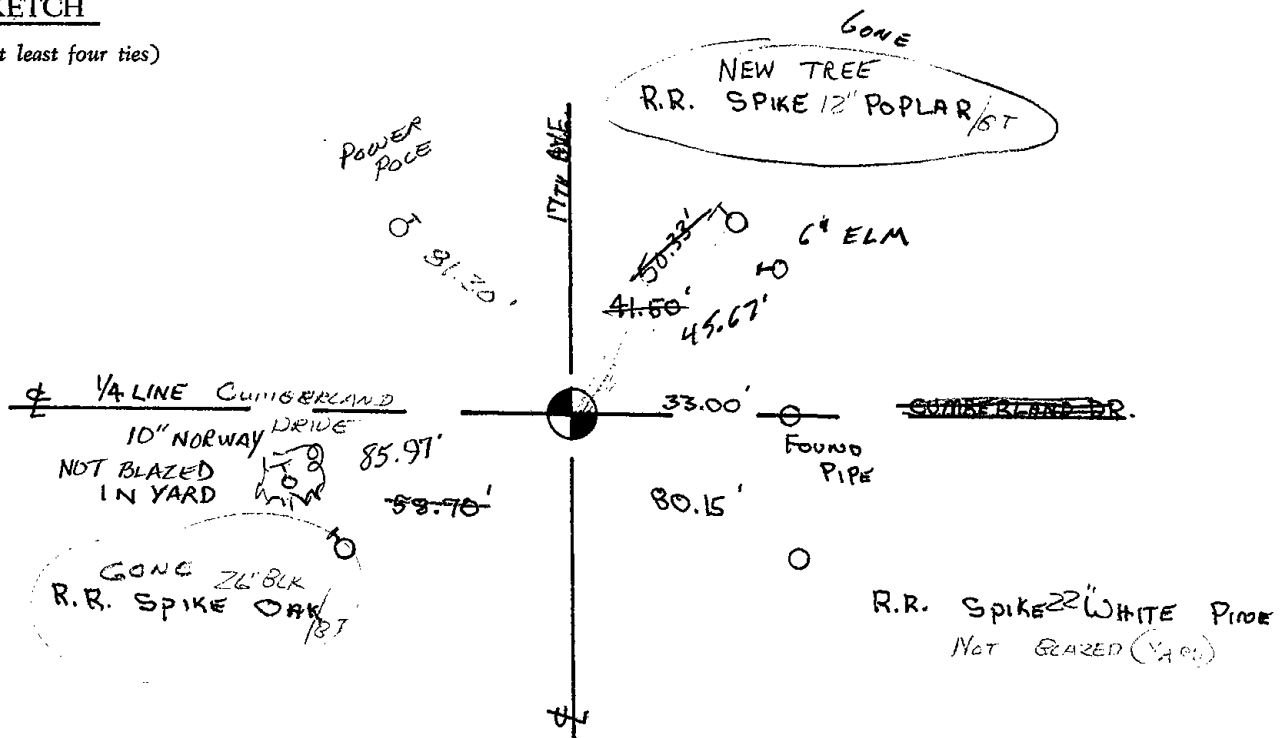 KETCH
t least four ties)
GONE
NEW TREE
R.R. SPIKE 12" POPLAR/BT
POWER
POLE
17TH AVE.
81.20'
50.33'
6" ELM
41.60'
45.67'
℄ 1/4 LINE CUMBERLAND
DRIVE
33.00'
CUMBERLAND DR.
FOUND
PIPE
10" NORWAY
NOT BLAZED
IN YARD
85.97'
58.70'
80.15'
GONE 26" BLK
R.R. SPIKE OAK/BT
R.R. SPIKE 22" WHITE PINE
NOT BLAZED (YARD)
℄